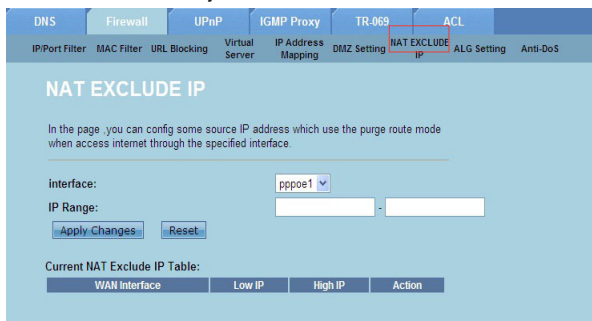 DNS Firewall UPnP IGMP Proxy TR-069 ACL
IP/Port Filter MAC Filter URL Blocking Virtual Server IP Address Mapping DMZ Setting NAT EXCLUDE IP ALG Setting Anti-DoS
NAT EXCLUDE IP
In the page ,you can config some source IP address which use the purge route mode
when access internet through the specified interface.
interface: pppoe1
IP Range: -
Apply Changes Reset
Current NAT Exclude IP Table:
WAN Interface Low IP High IP Action